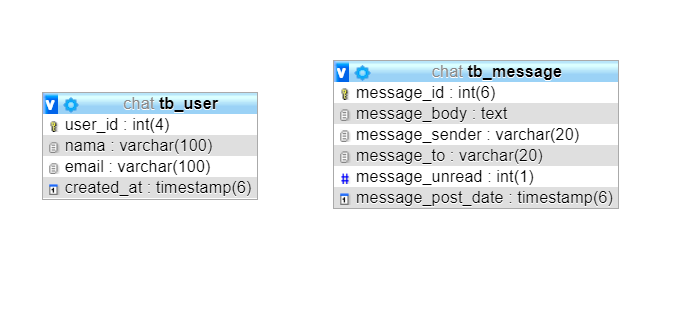 chat tb_user
user_id : int(4)
nama : varchar(100)
email : varchar(100)
created_at : timestamp(6)
chat tb_message
message_id : int(6)
message_body : text
message_sender : varchar(20)
message_to : varchar(20)
message_unread : int(1)
message_post_date : timestamp(6)